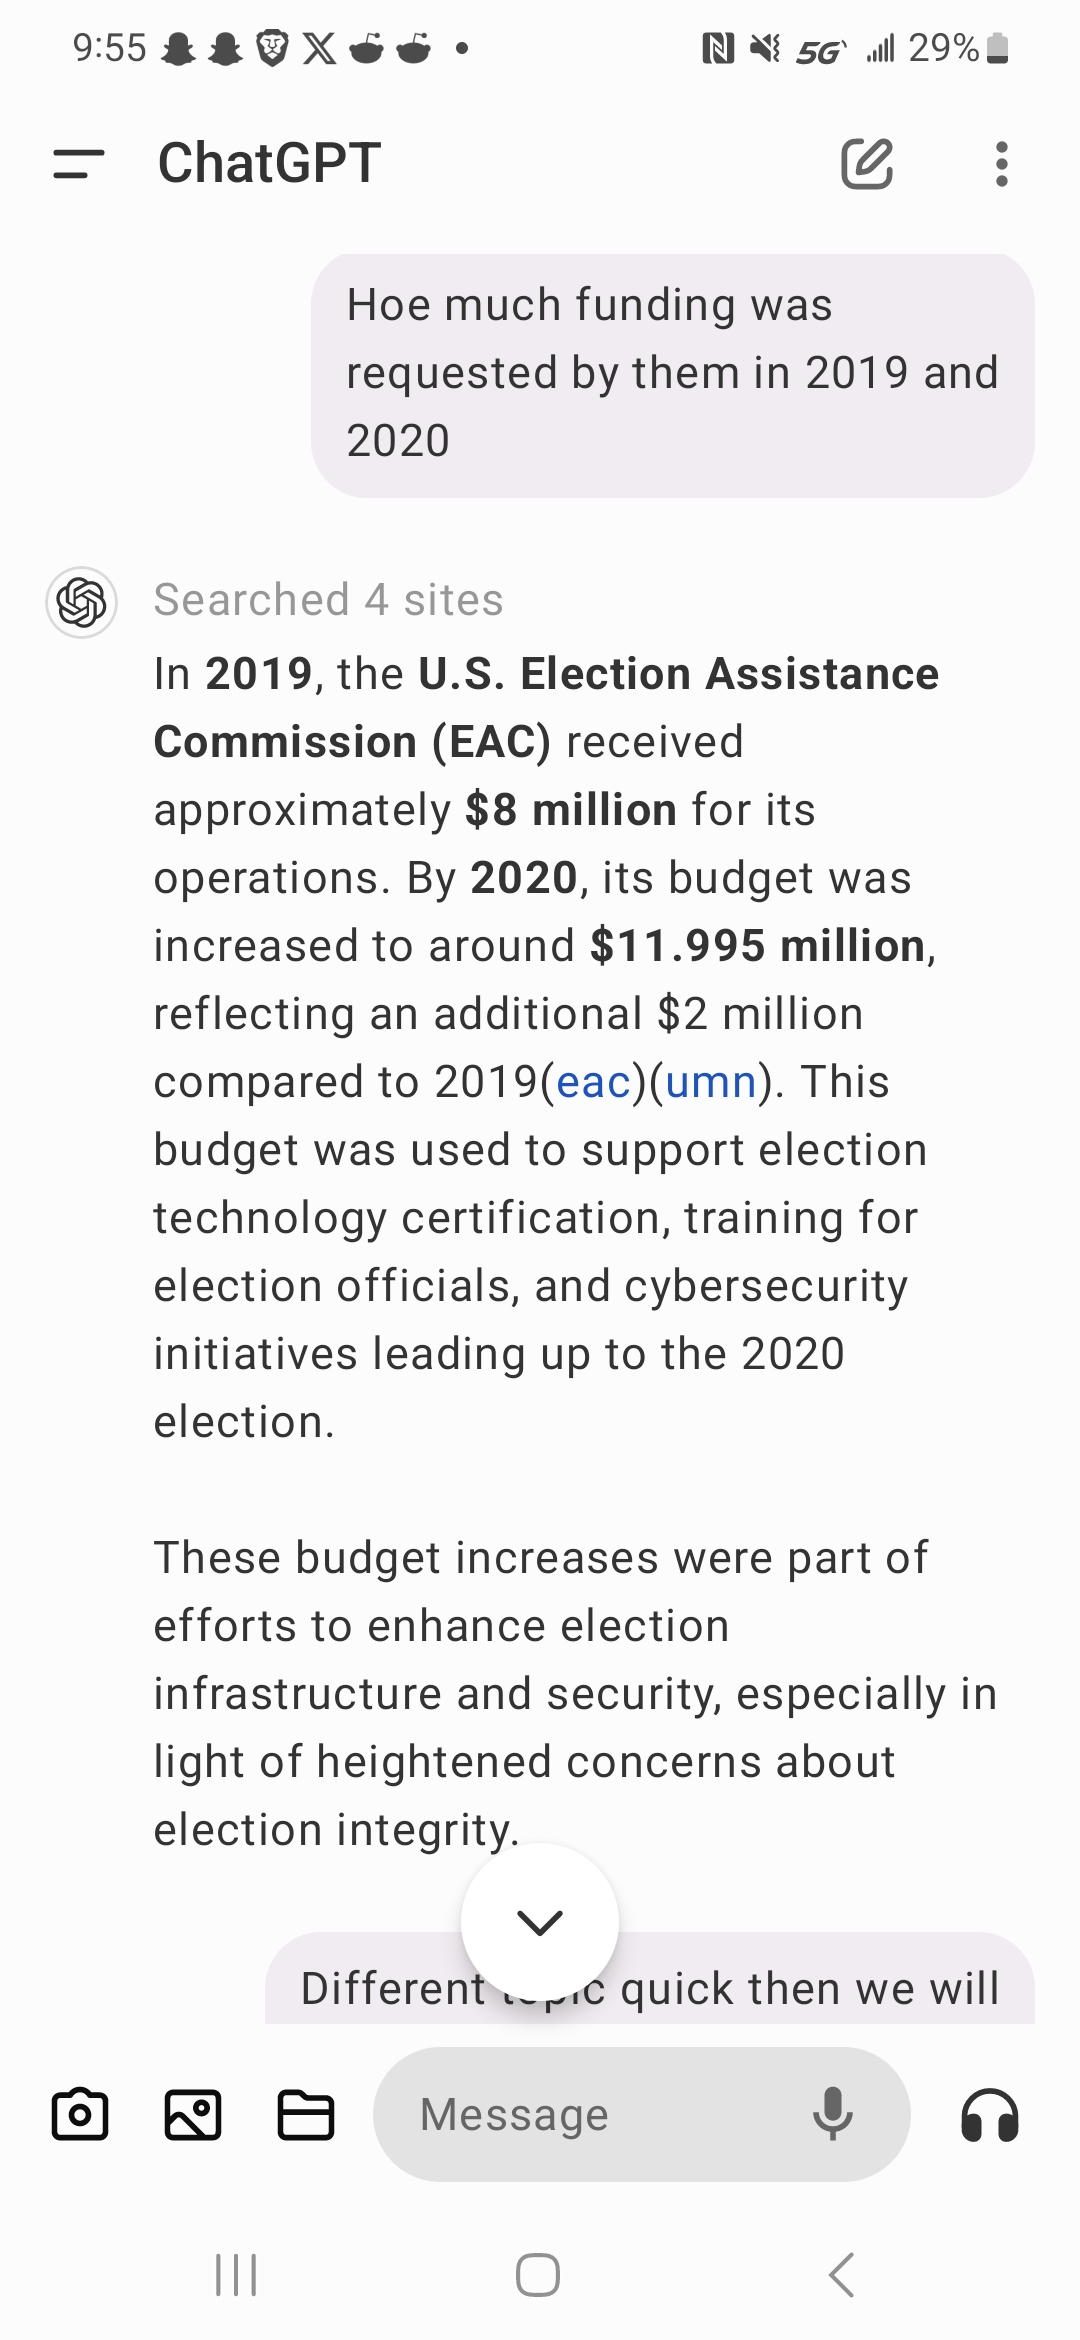 9:55
5G 29%
ChatGPT
Hoe much funding was
requested by them in 2019 and
2020
Searched 4 sites
In 2019, the U.S. Election Assistance
Commission (EAC) received
approximately $8 million for its
operations. By 2020, its budget was
increased to around $11.995 million,
reflecting an additional $2 million
compared to 2019(eac)(umn). This
budget was used to support election
technology certification, training for
election officials, and cybersecurity
initiatives leading up to the 2020
election.
These budget increases were part of
efforts to enhance election
infrastructure and security, especially in
light of heightened concerns about
election integrity.
Different topic quick then we will
Message